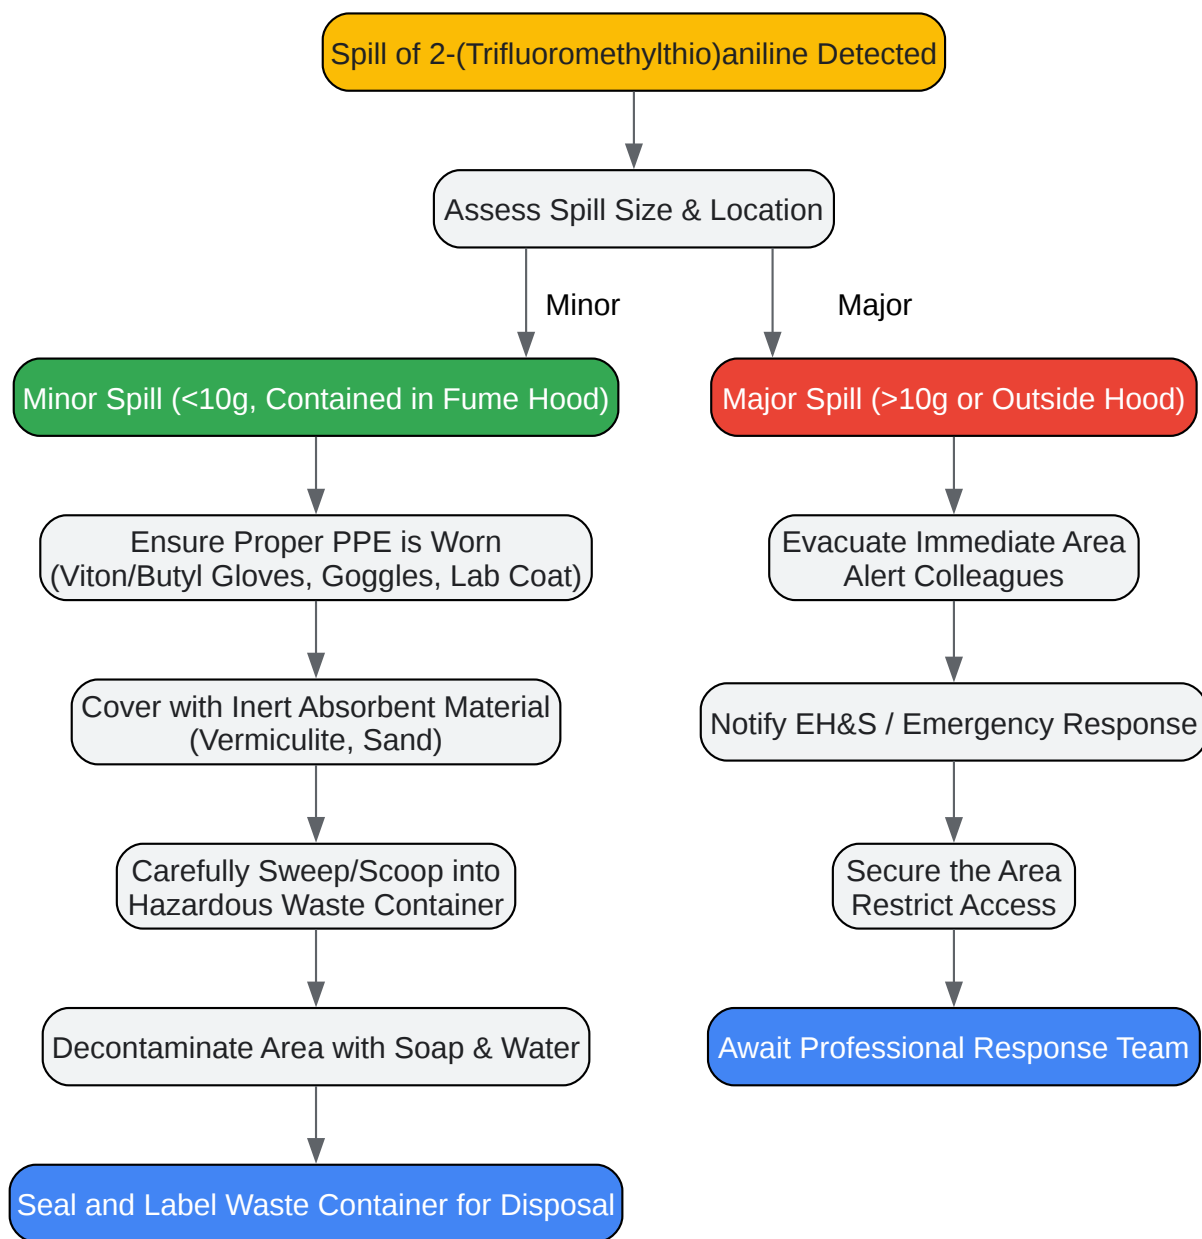 Spill of 2-(Trifluoromethylthio)aniline Detected
Assess Spill Size & Location
Minor
Major
Minor Spill (<10g, Contained in Fume Hood)
Major Spill (>10g or Outside Hood)
Ensure Proper PPE is Worn
(Viton/Butyl Gloves, Goggles, Lab Coat)
Evacuate Immediate Area
Alert Colleagues
Cover with Inert Absorbent Material
(Vermiculite, Sand)
Notify EH&S / Emergency Response
Carefully Sweep/Scoop into
Hazardous Waste Container
Secure the Area
Restrict Access
Decontaminate Area with Soap & Water
Await Professional Response Team
Seal and Label Waste Container for Disposal